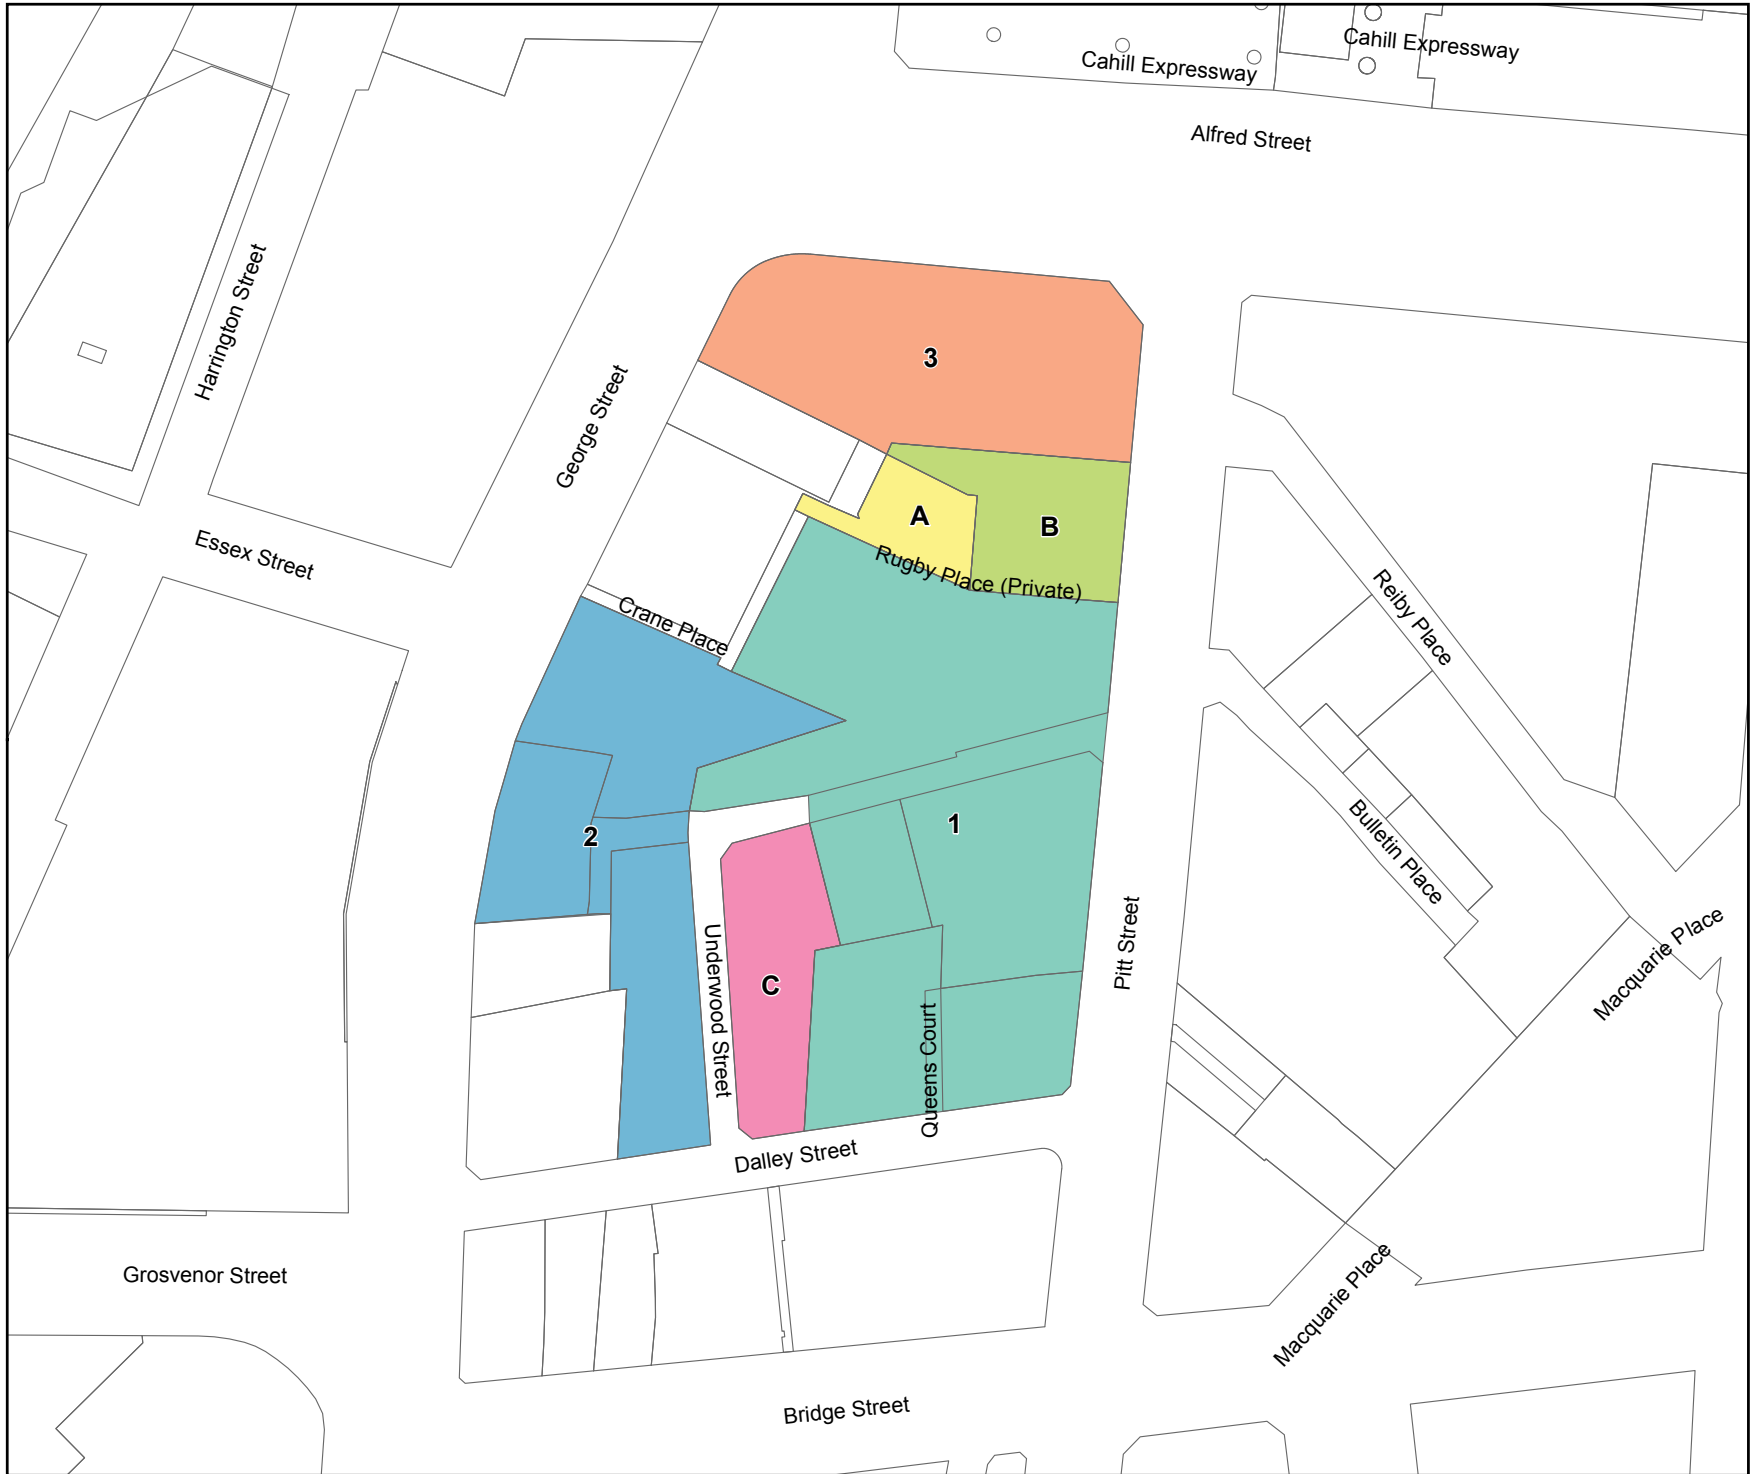 Cahill Expressway
Cahill Expressway
Alfred Street
Harrington Street
3
George Street
A
B
Essex Street
Rugby Place (Private)
Crane Place
Reiby Place
2
1
Bulletin Place
Underwood Street
C
Pitt Street
Macquarie Place
Queens Court
Dalley Street
Grosvenor Street
Macquarie Place
Bridge Street